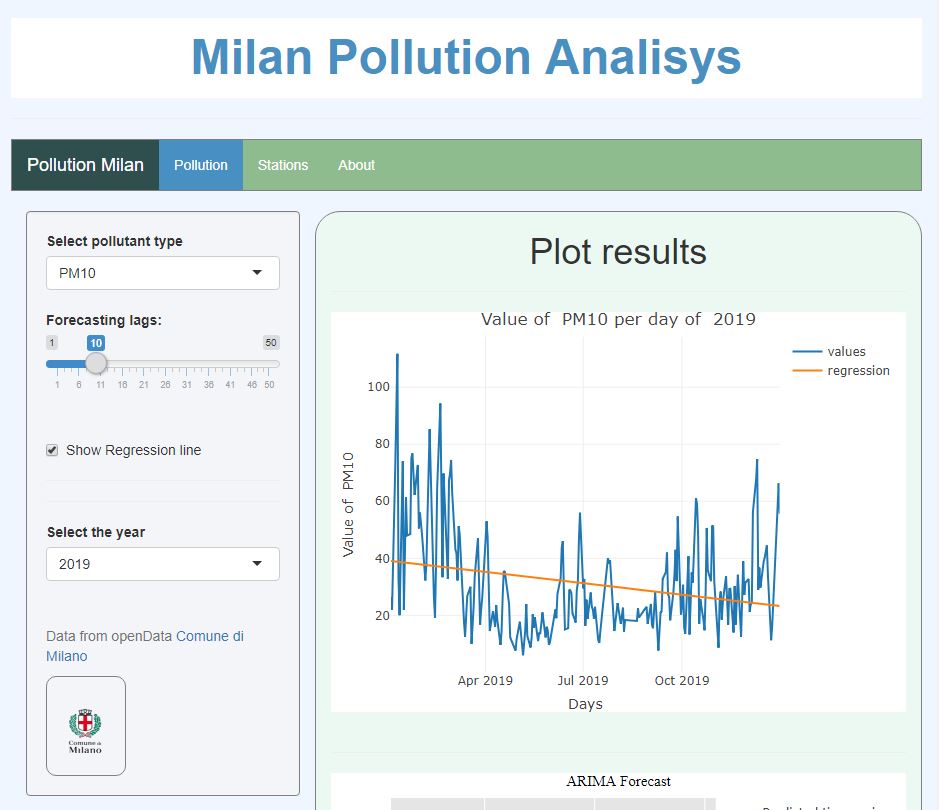 Milan Pollution Analisys
Pollution Milan
Pollution
Stations
About
Select pollutant type
PM10
Forecasting lags:
1
10
50
1 6 11 16 21 26 31 36 41 46 50
Show Regression line
Select the year
2019
Data from openData Comune di
Milano
Comune di
Milano
Plot results
Value of PM10 per day of 2019
values
regression
Value of PM10
100
80
60
40
20
Apr 2019
Jul 2019
Oct 2019
Days
ARIMA Forecast